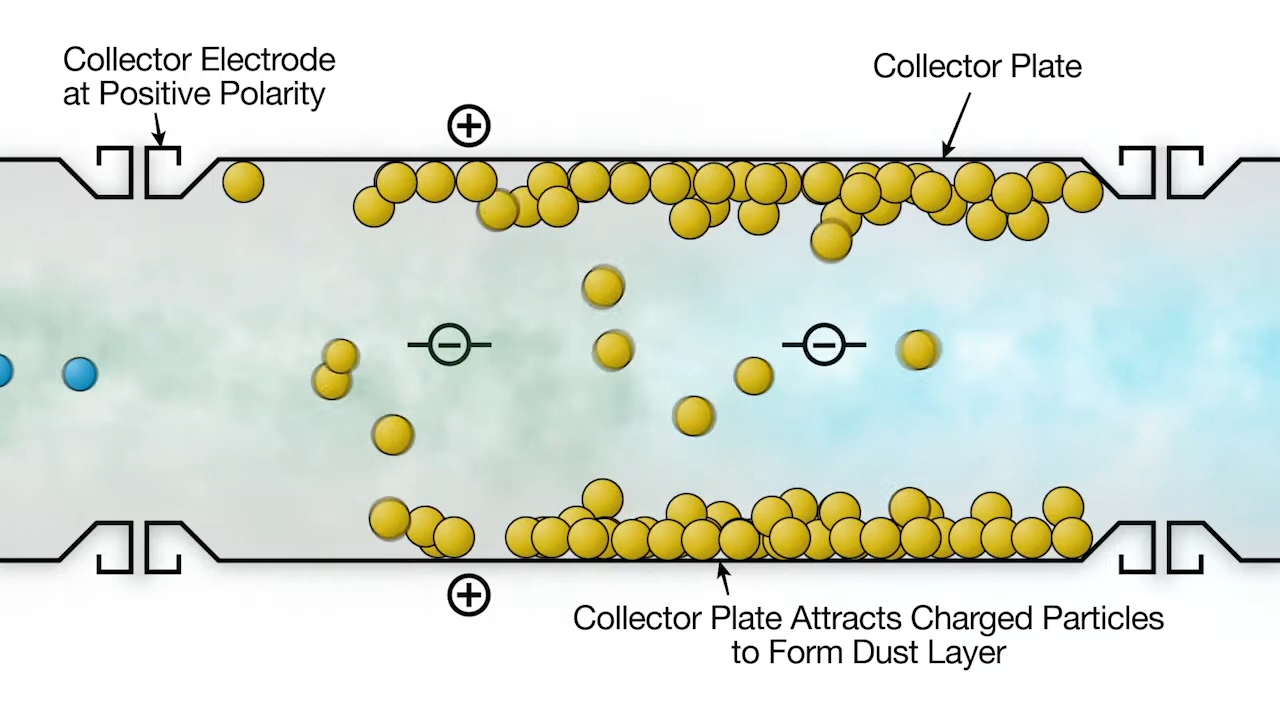 Collector Electrode
at Positive Polarity
Collector Plate
+
−
−
+
Collector Plate Attracts Charged Particles
to Form Dust Layer